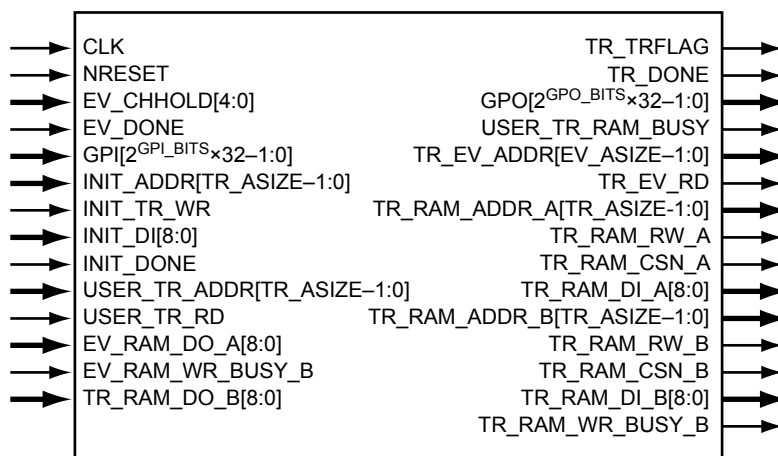 CLK
TR_TRFLAG
NRESET
TR_DONE
EV_CHHOLD[4:0]
GPO[2^GPO_BITS×32–1:0]
EV_DONE
USER_TR_RAM_BUSY
GPI[2^GPI_BITS×32–1:0]
TR_EV_ADDR[EV_ASIZE–1:0]
INIT_ADDR[TR_ASIZE–1:0]
TR_EV_RD
INIT_TR_WR
TR_RAM_ADDR_A[TR_ASIZE-1:0]
INIT_DI[8:0]
TR_RAM_RW_A
INIT_DONE
TR_RAM_CSN_A
USER_TR_ADDR[TR_ASIZE–1:0]
TR_RAM_DI_A[8:0]
USER_TR_RD
TR_RAM_ADDR_B[TR_ASIZE–1:0]
EV_RAM_DO_A[8:0]
TR_RAM_RW_B
EV_RAM_WR_BUSY_B
TR_RAM_CSN_B
TR_RAM_DO_B[8:0]
TR_RAM_DI_B[8:0]
TR_RAM_WR_BUSY_B